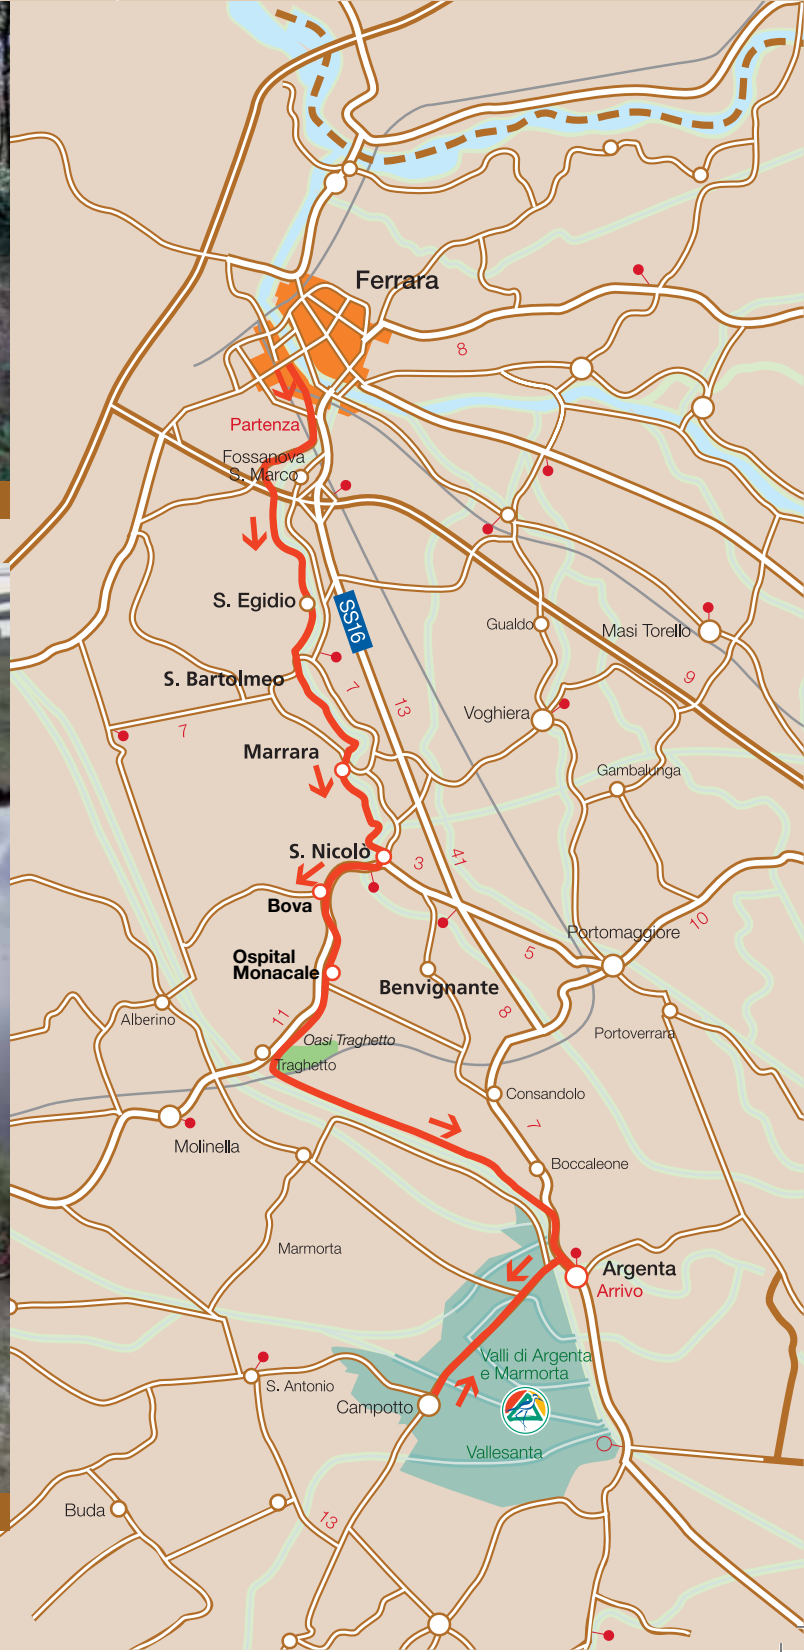 Ferrara
8
Partenza
Fossanova
S. Marco
S. Egidio
SS16
Gualdo
Masi Torello
S. Bartolmeo
7
13
9
7
Voghiera
Marrara
Gambalunga
S. Nicolò
3
41
Bova
10
Portomaggiore
5
Ospital
Monacale
Benvignante
8
11
Alberino
Oasi Traghetto
Portoverrara
Traghetto
Consandolo
7
Molinella
Boccaleone
Marmorta
Argenta
Arrivo
Valli di Argenta
e Marmorta
S. Antonio
Campotto
Vallesanta
Buda
13